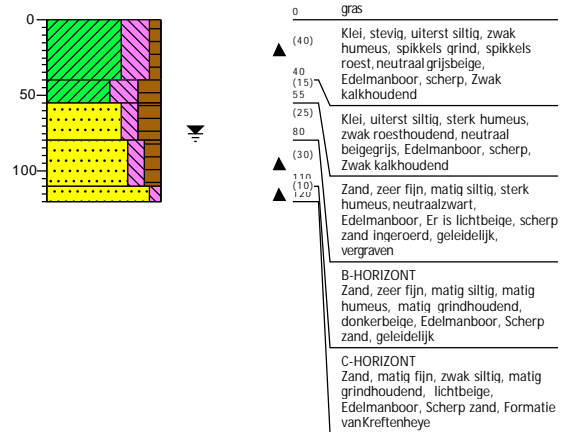 0
50
100
0
(40)
40
(15)
55
(25)
80
(30)
110
(10)
120
gras
Klei, stevig, uiterst siltig, zwak
humeus, spikkels grind, spikkels
roest, neutraal grijsbeige,
Edelmanboor, scherp, Zwak
kalkhoudend
Klei, uiterst siltig, sterk humeus,
zwak roesthoudend, neutraal
beigegrijs, Edelmanboor, scherp,
Zwak kalkhoudend
Zand, zeer fijn, matig siltig, sterk
humeus, neutraalzwart,
Edelmanboor, Er is lichtbeige, scherp
zand ingeroerd, geleidelijk,
vergraven
B-HORIZONT
Zand, zeer fijn, matig siltig, matig
humeus, matig grindhoudend,
donkerbeige, Edelmanboor, Scherp
zand, geleidelijk
C-HORIZONT
Zand, matig fijn, zwak siltig, matig
grindhoudend, lichtbeige,
Edelmanboor, Scherp zand, Formatie
vanKreftenheye